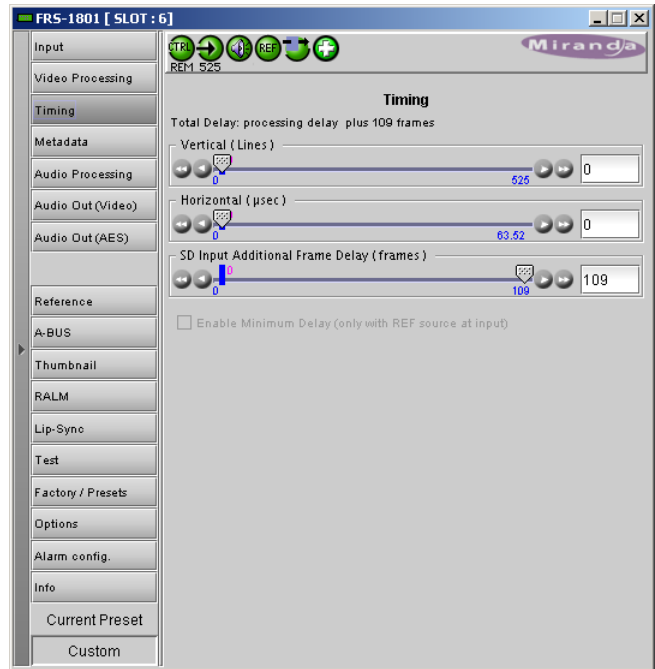 FRS-1801 [ SLOT : 6]
Input
Video Processing
Timing
Metadata
Audio Processing
Audio Out (Video)
Audio Out (AES)
Reference
A-BUS
Thumbnail
RALM
Lip-Sync
Test
Factory / Presets
Options
Alarm config.
Info
Current Preset
Custom
CTRL REF
REM 525
Miranda
Timing
Total Delay: processing delay plus 109 frames
Vertical ( Lines )
0 525 0
Horizontal ( µsec )
0 63.52 0
SD Input Additional Frame Delay ( frames )
0
0 109 109
Enable Minimum Delay (only with REF source at input)